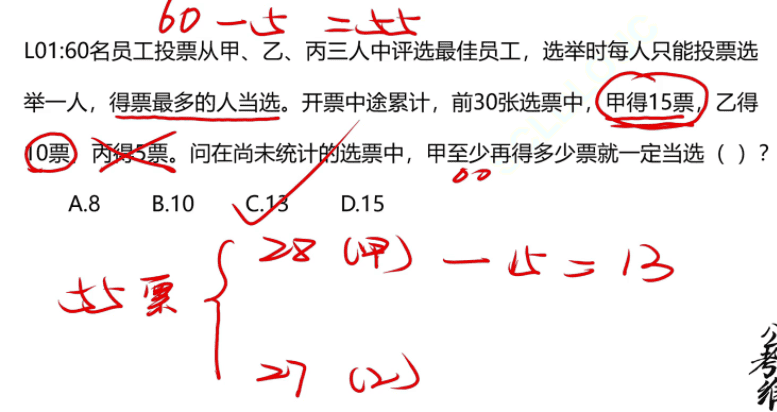 60-5=55
L01:60名员工投票从甲、乙、丙三人中评选最佳员工，选举时每人只能投票选
举一人，得票最多的人当选。开票中途累计，前30张选票中，甲得15票，乙得
10票，丙得5票。问在尚未统计的选票中，甲至少再得多少票就一定当选（ ）？
A.8 B.10 C.13 D.15
28（甲）-15=13
55票
27（乙）
公考